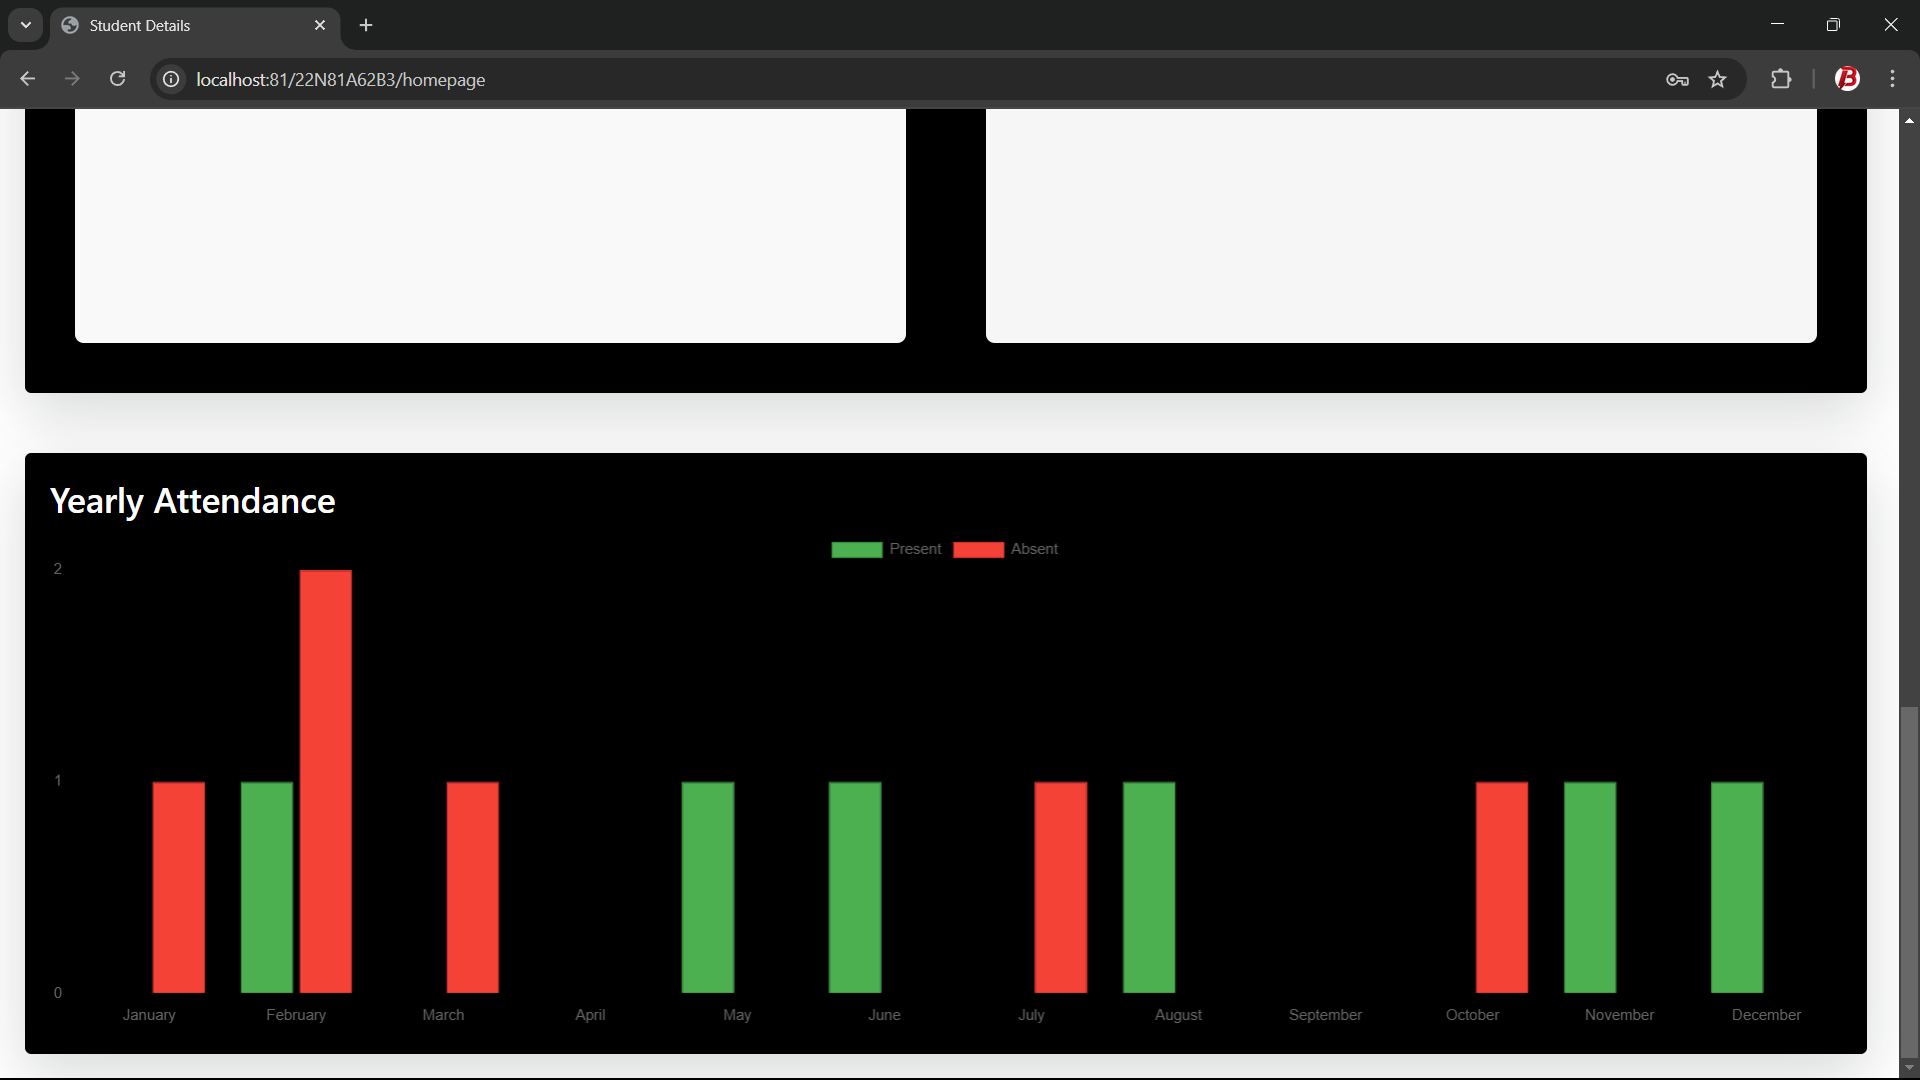 Student Details
localhost:81/22N81A62B3/homepage
B
Yearly Attendance
Present Absent
2
1
0
January February March April May June July August September October November December